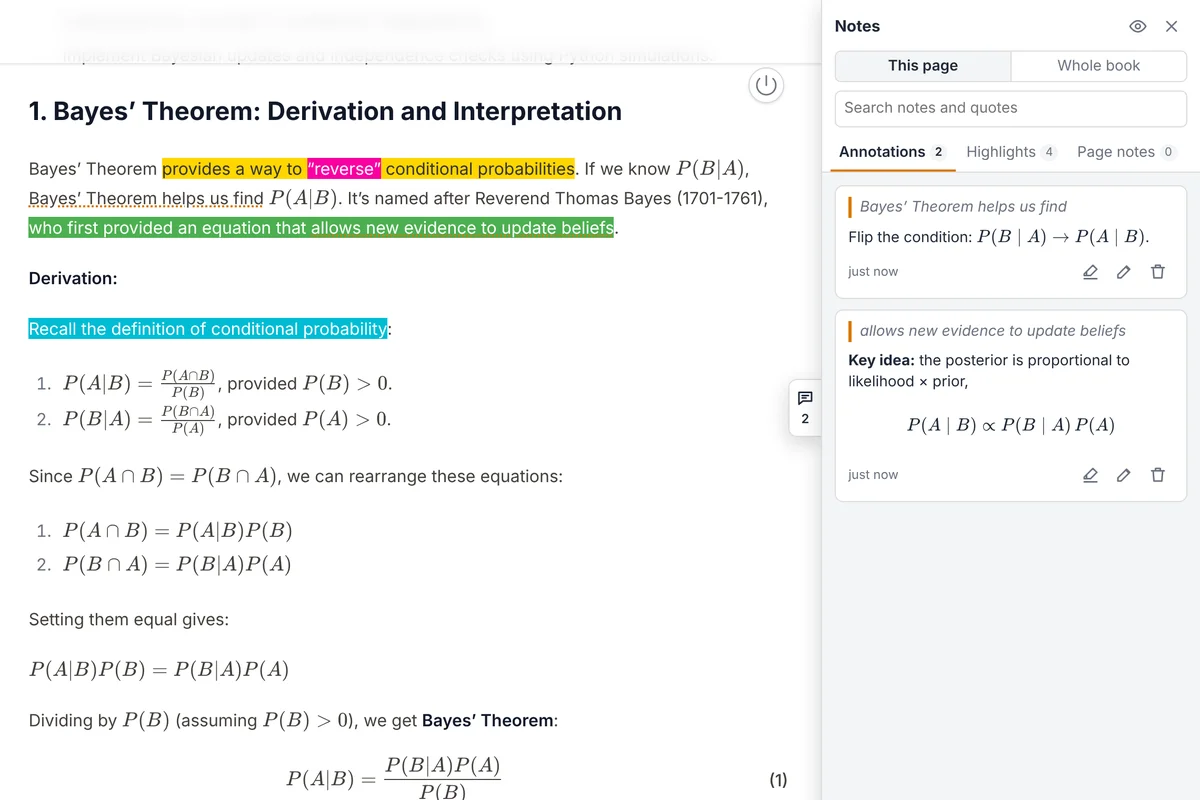 Implement Bayesian updates and independence checks using Python simulations.
1. Bayes’ Theorem: Derivation and Interpretation
Bayes’ Theorem provides a way to “reverse” conditional probabilities. If we know P(B|A),
Bayes’ Theorem helps us find P(A|B). It’s named after Reverend Thomas Bayes (1701-1761),
who first provided an equation that allows new evidence to update beliefs.
Derivation:
Recall the definition of conditional probability:
1. P(A|B) = P(A∩B)/P(B), provided P(B) > 0.
2. P(B|A) = P(B∩A)/P(A), provided P(A) > 0.
Since P(A ∩ B) = P(B ∩ A), we can rearrange these equations:
1. P(A ∩ B) = P(A|B)P(B)
2. P(B ∩ A) = P(B|A)P(A)
Setting them equal gives:
P(A|B)P(B) = P(B|A)P(A)
Dividing by P(B) (assuming P(B) > 0), we get Bayes’ Theorem:
P(A|B) = P(B|A)P(A)/P(B) (1)
2
Notes
This page Whole book
Search notes and quotes
Annotations 2 Highlights 4 Page notes 0
Bayes’ Theorem helps us find
Flip the condition: P(B | A) → P(A | B).
just now
allows new evidence to update beliefs
Key idea: the posterior is proportional to
likelihood × prior,
P(A | B) ∝ P(B | A) P(A)
just now